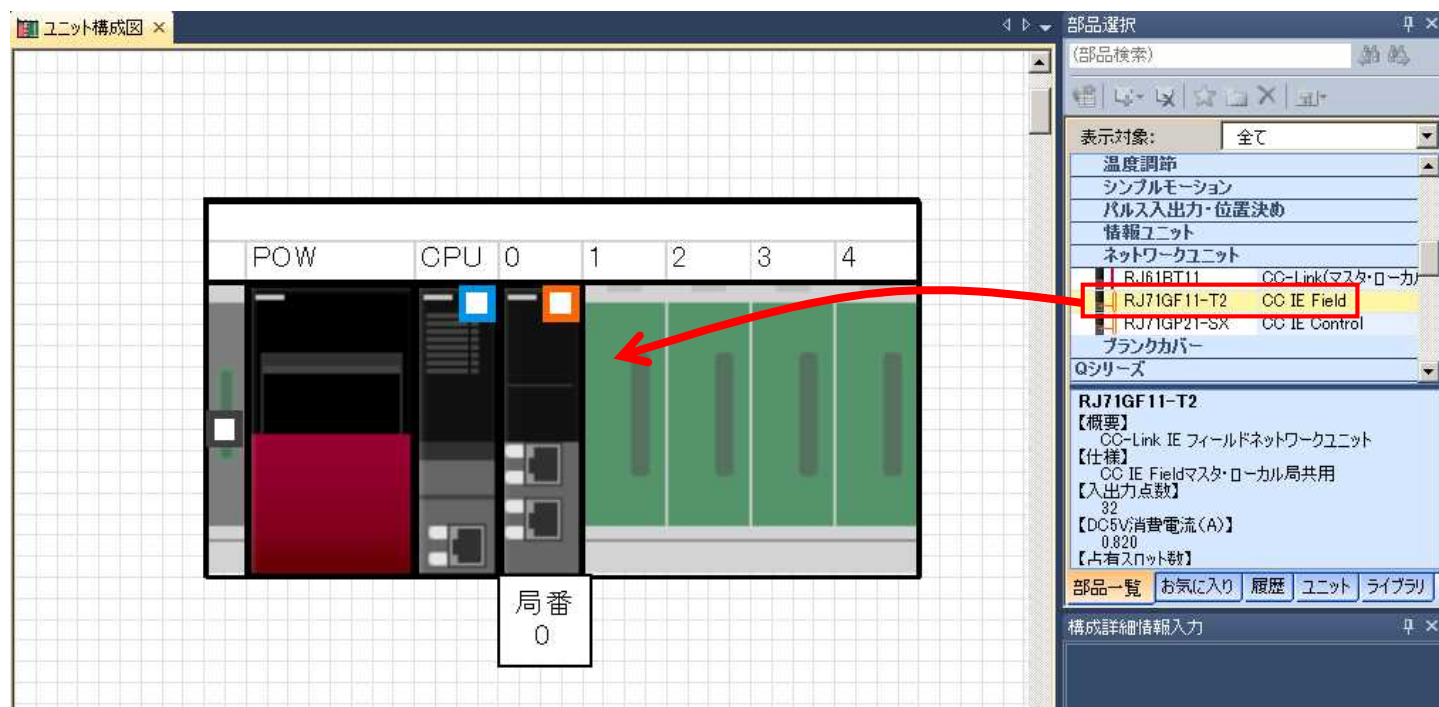 ユニット構成図
POW CPU 0 1 2 3 4
局番
0
部品選択
(部品検索)
表示対象: 全て
温度調節
シンプルモーション
パルス入出力・位置決め
情報ユニット
ネットワークユニット
RJ61BT11 CC-Link(マスタ・ローカル
RJ71GF11-T2 CC IE Field
RJ71GP21-SX CC IE Control
ブランクカバー
Qシリーズ
RJ71GF11-T2
【概要】
CC-Link IE フィールドネットワークユニット
【仕様】
CC IE Fieldマスタ・ローカル局共用
【入出力点数】
32
【DC5V消費電流(A)】
0.820
【占有スロット数】
部品一覧 お気に入り 履歴 ユニット ライブラリ
構成詳細情報入力